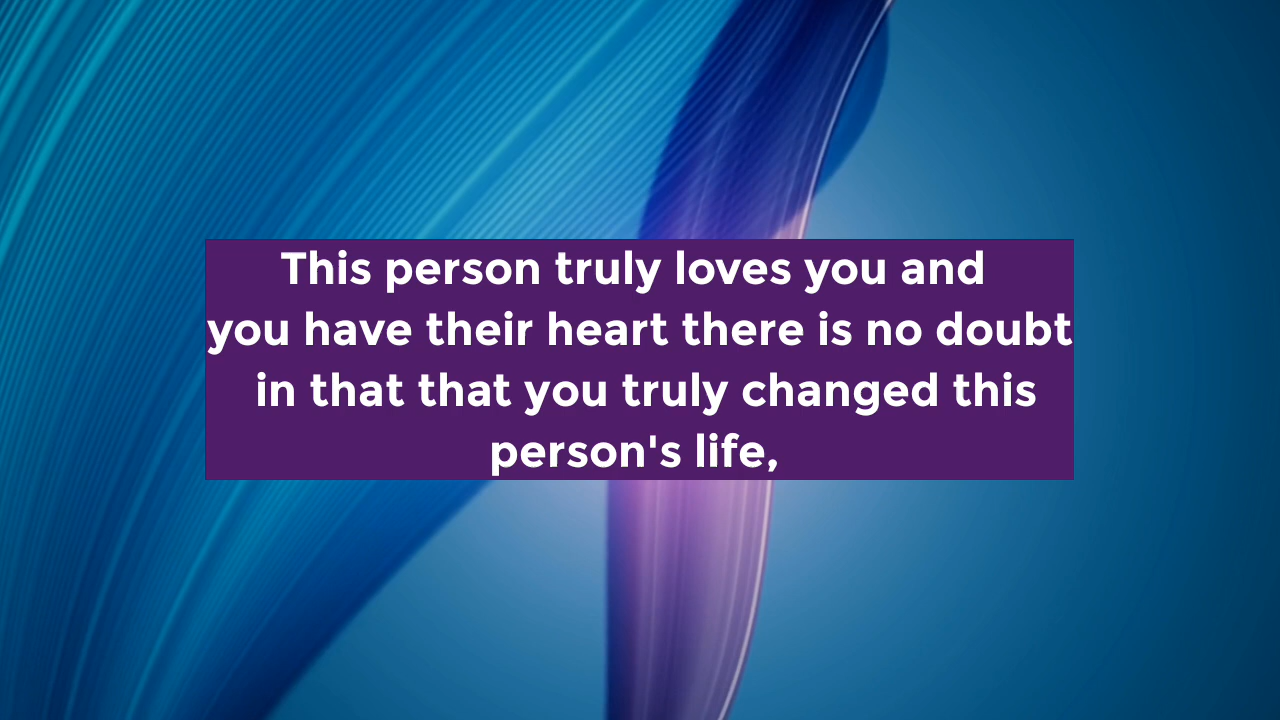 This person truly loves you and
you have their heart there is no doubt
in that that you truly changed this
person's life,